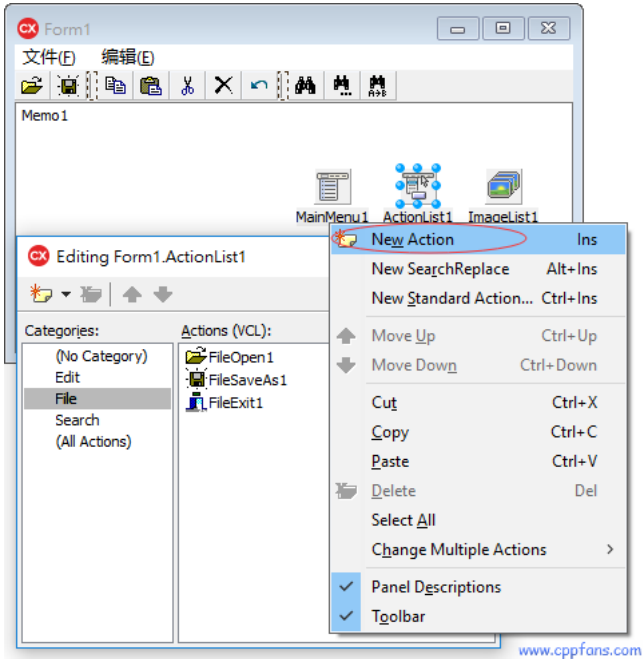 CX Form1
文件(F) 编辑(E)
A→B
Memo1
MainMenu1 ActionList1 ImageList1
CX Editing Form1.ActionList1
Categories:
(No Category)
Edit
File
Search
(All Actions)
Actions (VCL):
FileOpen1
FileSaveAs1
FileExit1
New Action Ins
New SearchReplace Alt+Ins
New Standard Action... Ctrl+Ins
Move Up Ctrl+Up
Move Down Ctrl+Down
Cut Ctrl+X
Copy Ctrl+C
Paste Ctrl+V
Delete Del
Select All
Change Multiple Actions
Panel Descriptions
Toolbar
www.cppfans.com